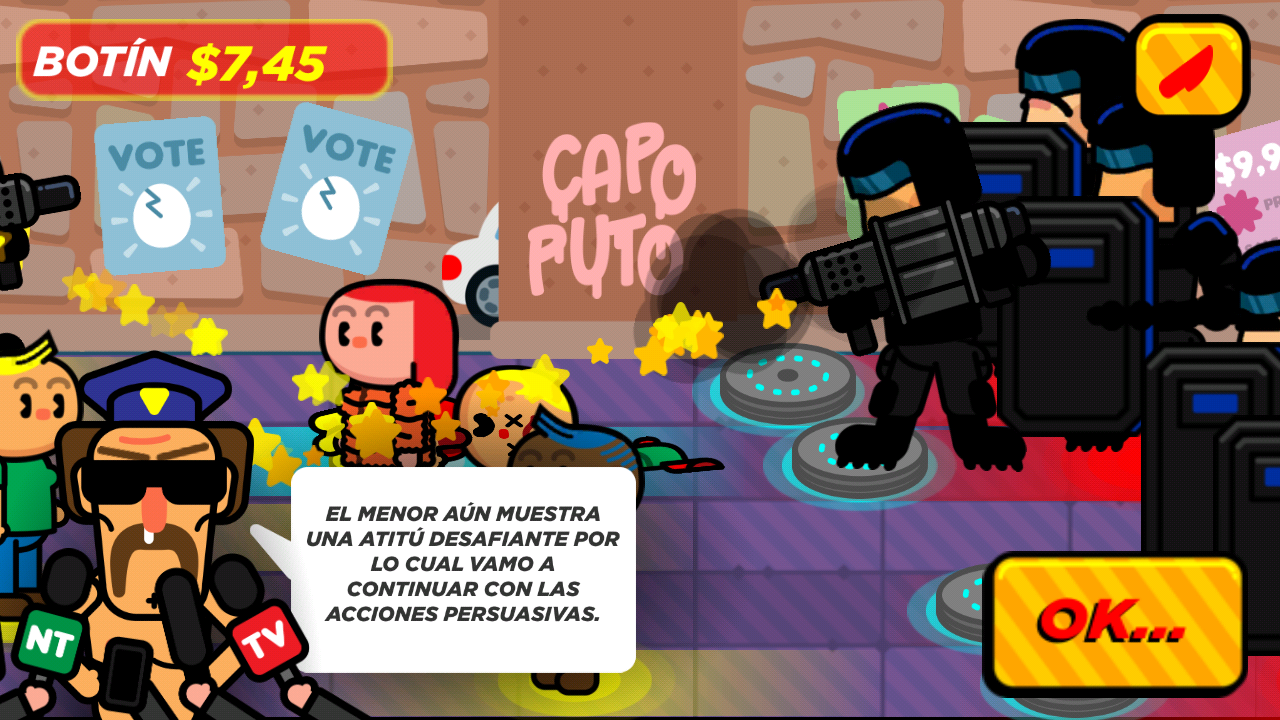 BOTÍN $7,45
VOTE
VOTE
ÇAPO
PUTO
$9,9
EL MENOR AÚN MUESTRA
UNA ATITÚ DESAFIANTE POR
LO CUAL VAMO A
CONTINUAR CON LAS
ACCIONES PERSUASIVAS.
NT
TV
OK...